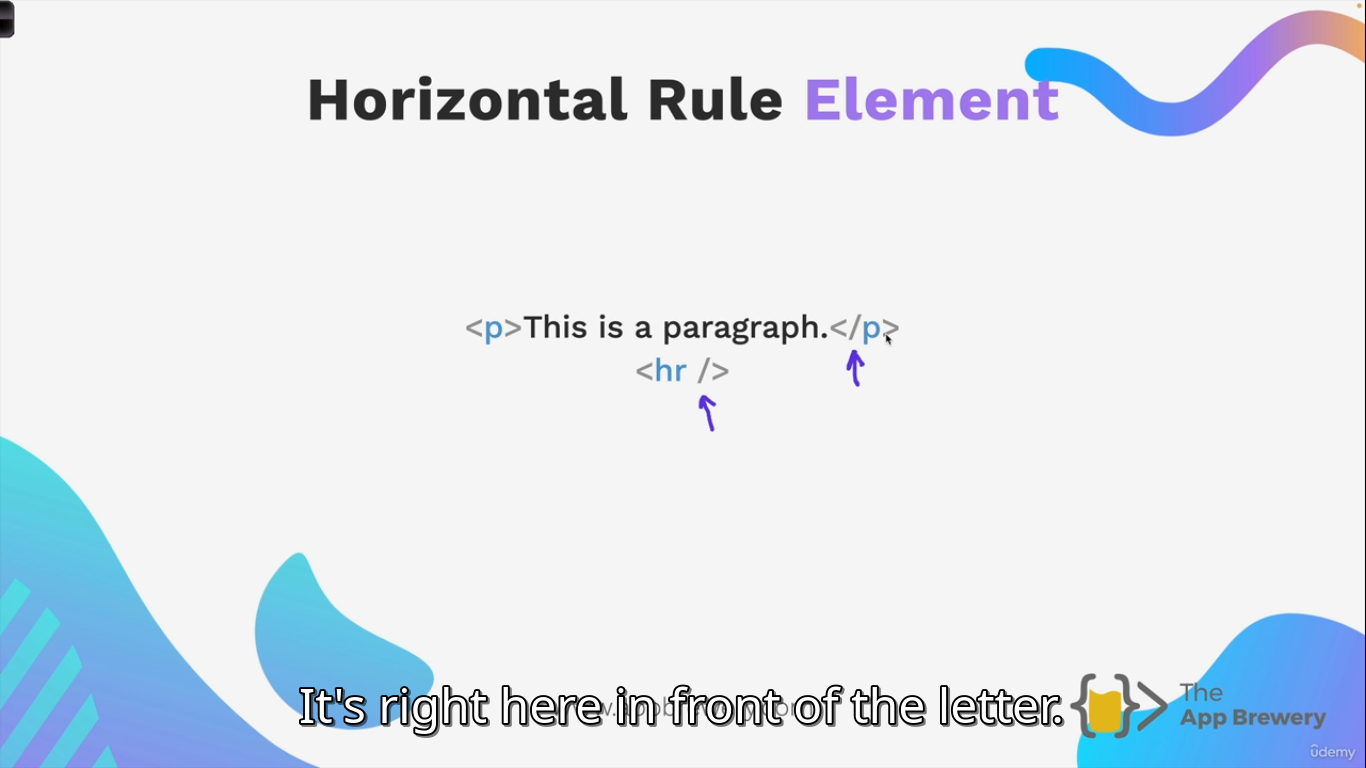 Horizontal Rule Element
<p>This is a paragraph.</p>
<hr />
It's right here in front of the letter.
The
App Brewery
ûdemy